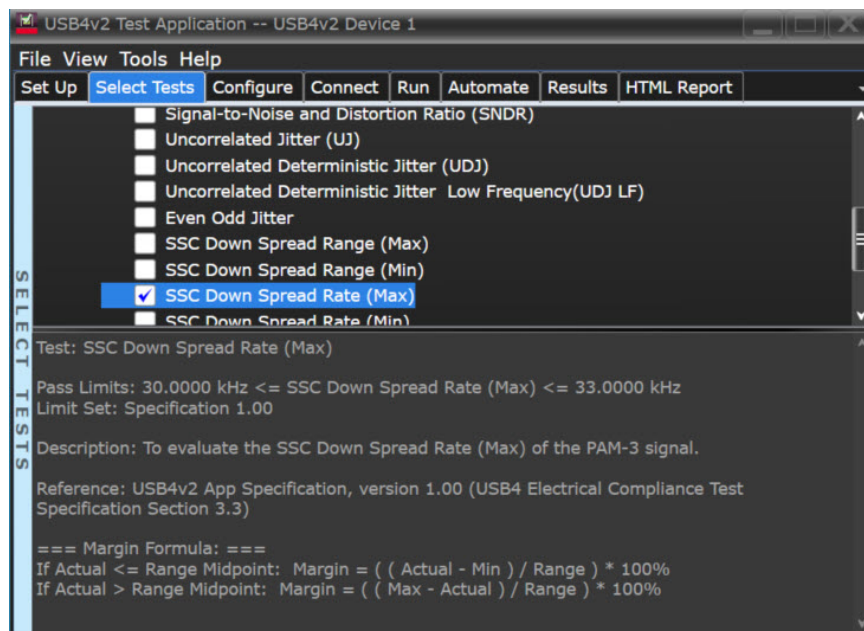 USB4v2 Test Application -- USB4v2 Device 1
File View Tools Help
Set Up Select Tests Configure Connect Run Automate Results HTML Report
Signal-to-Noise and Distortion Ratio (SNDR)
Uncorrelated Jitter (UJ)
Uncorrelated Deterministic Jitter (UDJ)
Uncorrelated Deterministic Jitter  Low Frequency(UDJ LF)
Even Odd Jitter
SSC Down Spread Range (Max)
SSC Down Spread Range (Min)
SSC Down Spread Rate (Max)
SSC Down Spread Rate (Min)
SELECT TESTS
Test: SSC Down Spread Rate (Max)
Pass Limits: 30.0000 kHz <= SSC Down Spread Rate (Max) <= 33.0000 kHz
Limit Set: Specification 1.00
Description: To evaluate the SSC Down Spread Rate (Max) of the PAM-3 signal.
Reference: USB4v2 App Specification, version 1.00 (USB4 Electrical Compliance Test
Specification Section 3.3)
=== Margin Formula: ===
If Actual <= Range Midpoint:  Margin = ( ( Actual - Min ) / Range ) * 100%
If Actual > Range Midpoint:  Margin = ( ( Max - Actual ) / Range ) * 100%